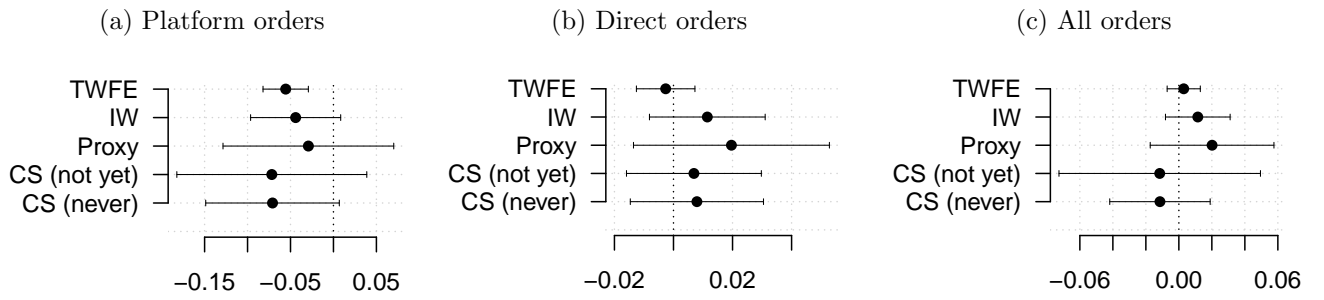 (a) Platform orders
TWFE
IW
Proxy
CS (not yet)
CS (never)
−0.15 −0.05 0.05
(b) Direct orders
TWFE
IW
Proxy
CS (not yet)
CS (never)
−0.02 0.02
(c) All orders
TWFE
IW
Proxy
CS (not yet)
CS (never)
−0.06 0.00 0.06